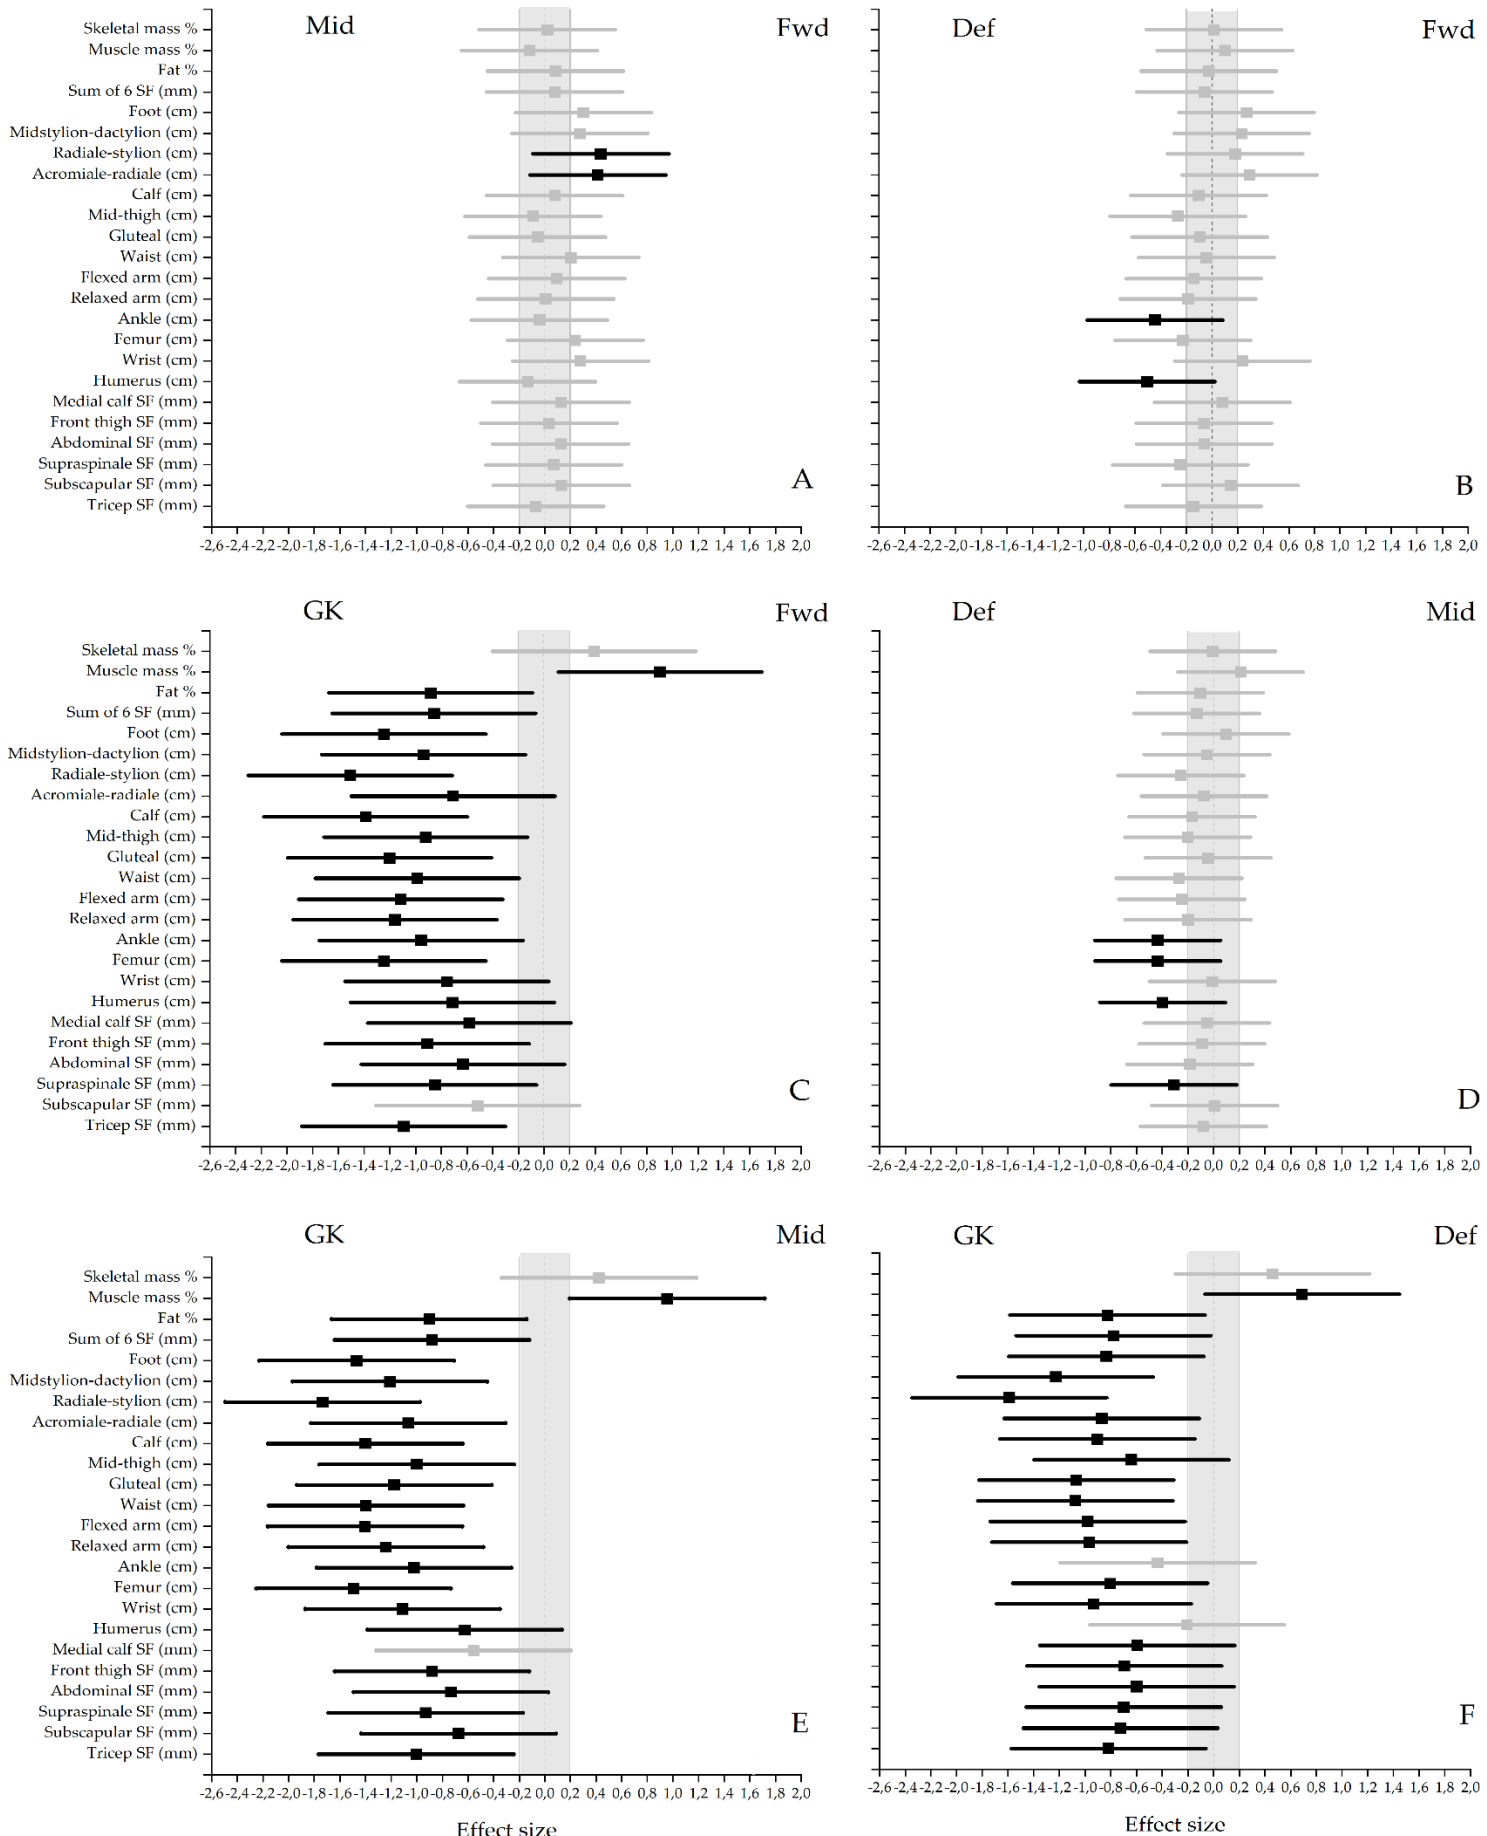 Mid Fwd
Skeletal mass %
Muscle mass %
Fat %
Sum of 6 SF (mm)
Foot (cm)
Midstylion-dactylion (cm)
Radiale-stylion (cm)
Acromiale-radiale (cm)
Calf (cm)
Mid-thigh (cm)
Gluteal (cm)
Waist (cm)
Flexed arm (cm)
Relaxed arm (cm)
Ankle (cm)
Femur (cm)
Wrist (cm)
Humerus (cm)
Medial calf SF (mm)
Front thigh SF (mm)
Abdominal SF (mm)
Supraspinale SF (mm)
Subscapular SF (mm)
Tricep SF (mm)
A
-2,6 -2,4 -2,2 -2,0 -1,8 -1,6 -1,4 -1,2 -1,0 -0,8 -0,6 -0,4 -0,2 0,0 0,2 0,4 0,6 0,8 1,0 1,2 1,4 1,6 1,8 2,0
Def Fwd
B
-2,6 -2,4 -2,2 -2,0 -1,8 -1,6 -1,4 -1,2 -1,0 -0,8 -0,6 -0,4 -0,2 0,0 0,2 0,4 0,6 0,8 1,0 1,2 1,4 1,6 1,8 2,0
GK Fwd
Skeletal mass %
Muscle mass %
Fat %
Sum of 6 SF (mm)
Foot (cm)
Midstylion-dactylion (cm)
Radiale-stylion (cm)
Acromiale-radiale (cm)
Calf (cm)
Mid-thigh (cm)
Gluteal (cm)
Waist (cm)
Flexed arm (cm)
Relaxed arm (cm)
Ankle (cm)
Femur (cm)
Wrist (cm)
Humerus (cm)
Medial calf SF (mm)
Front thigh SF (mm)
Abdominal SF (mm)
Supraspinale SF (mm)
Subscapular SF (mm)
Tricep SF (mm)
C
-2,6 -2,4 -2,2 -2,0 -1,8 -1,6 -1,4 -1,2 -1,0 -0,8 -0,6 -0,4 -0,2 0,0 0,2 0,4 0,6 0,8 1,0 1,2 1,4 1,6 1,8 2,0
Def Mid
D
-2,6 -2,4 -2,2 -2,0 -1,8 -1,6 -1,4 -1,2 -1,0 -0,8 -0,6 -0,4 -0,2 0,0 0,2 0,4 0,6 0,8 1,0 1,2 1,4 1,6 1,8 2,0
GK Mid
Skeletal mass %
Muscle mass %
Fat %
Sum of 6 SF (mm)
Foot (cm)
Midstylion-dactylion (cm)
Radiale-stylion (cm)
Acromiale-radiale (cm)
Calf (cm)
Mid-thigh (cm)
Gluteal (cm)
Waist (cm)
Flexed arm (cm)
Relaxed arm (cm)
Ankle (cm)
Femur (cm)
Wrist (cm)
Humerus (cm)
Medial calf SF (mm)
Front thigh SF (mm)
Abdominal SF (mm)
Supraspinale SF (mm)
Subscapular SF (mm)
Tricep SF (mm)
E
-2,6 -2,4 -2,2 -2,0 -1,8 -1,6 -1,4 -1,2 -1,0 -0,8 -0,6 -0,4 -0,2 0,0 0,2 0,4 0,6 0,8 1,0 1,2 1,4 1,6 1,8 2,0
Effect size
GK Def
F
-2,6 -2,4 -2,2 -2,0 -1,8 -1,6 -1,4 -1,2 -1,0 -0,8 -0,6 -0,4 -0,2 0,0 0,2 0,4 0,6 0,8 1,0 1,2 1,4 1,6 1,8 2,0
Effect size